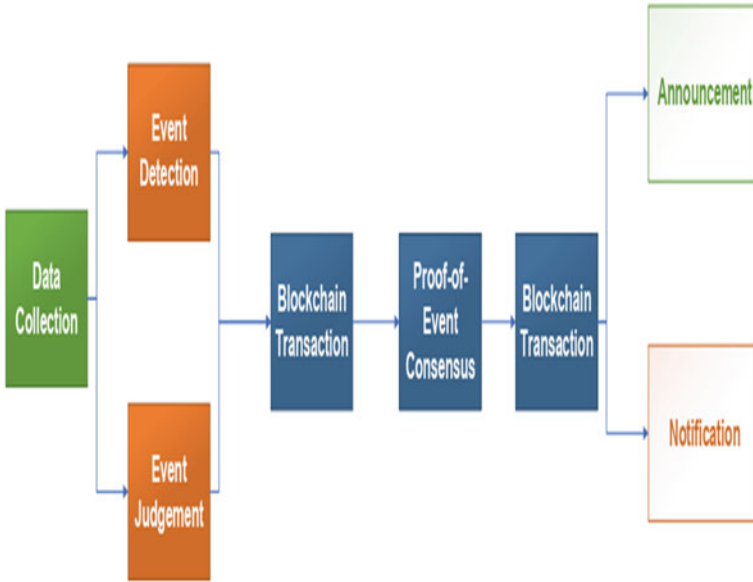 Data
Collection
Event
Detection
Event
Judgement
Blockchain
Transaction
Proof-of-
Event
Consensus
Blockchain
Transaction
Announcement
Notification